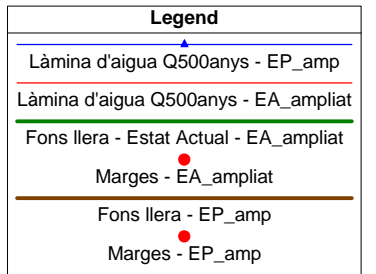 Legend
Làmina d'aigua Q500anys - EP_amp
Làmina d'aigua Q500anys - EA_ampliat
Fons llera - Estat Actual - EA_ampliat
Marges - EA_ampliat
Fons llera - EP_amp
Marges - EP_amp